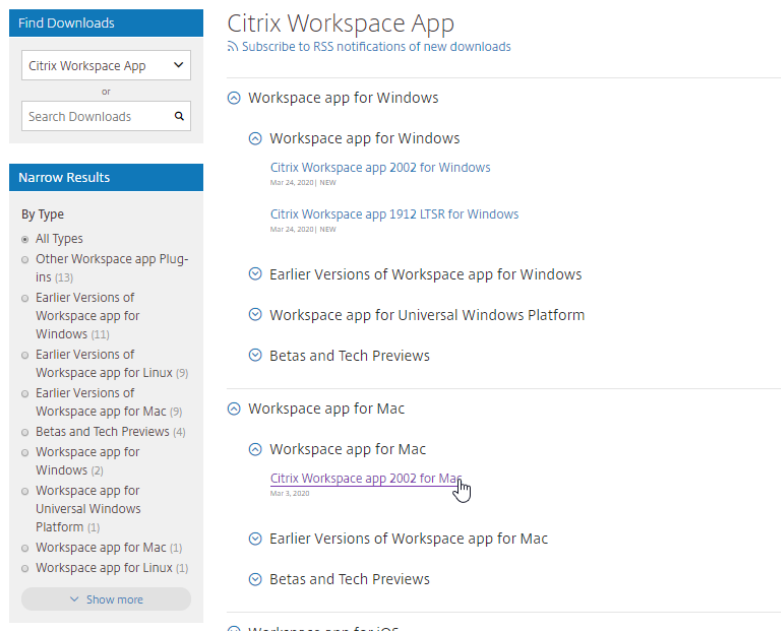 Find Downloads
Citrix Workspace App
or
Search Downloads
Narrow Results
By Type
All Types
Other Workspace app Plug-
ins (13)
Earlier Versions of
Workspace app for
Windows (11)
Earlier Versions of
Workspace app for Linux (9)
Earlier Versions of
Workspace app for Mac (9)
Betas and Tech Previews (4)
Workspace app for
Windows (2)
Workspace app for
Universal Windows
Platform (1)
Workspace app for Mac (1)
Workspace app for Linux (1)
Show more
Citrix Workspace App
Subscribe to RSS notifications of new downloads
Workspace app for Windows
Workspace app for Windows
Citrix Workspace app 2002 for Windows
Mar 24, 2020 | NEW
Citrix Workspace app 1912 LTSR for Windows
Mar 24, 2020 | NEW
Earlier Versions of Workspace app for Windows
Workspace app for Universal Windows Platform
Betas and Tech Previews
Workspace app for Mac
Workspace app for Mac
Citrix Workspace app 2002 for Mac
Mar 3, 2020
Earlier Versions of Workspace app for Mac
Betas and Tech Previews
Workspace app for iOS